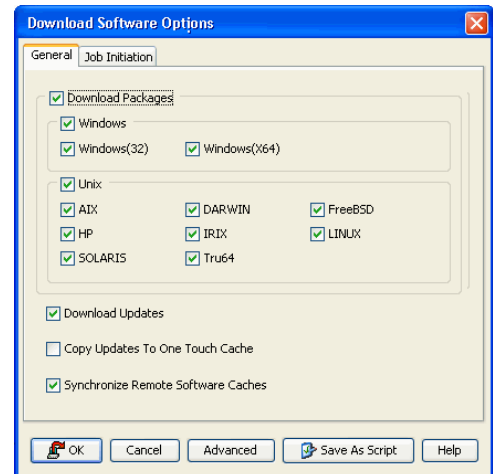 Download Software Options
General Job Initiation
Download Packages
Windows
Windows(32) Windows(X64)
Unix
AIX DARWIN FreeBSD
HP IRIX LINUX
SOLARIS Tru64
Download Updates
Copy Updates To One Touch Cache
Synchronize Remote Software Caches
OK Cancel Advanced Save As Script Help